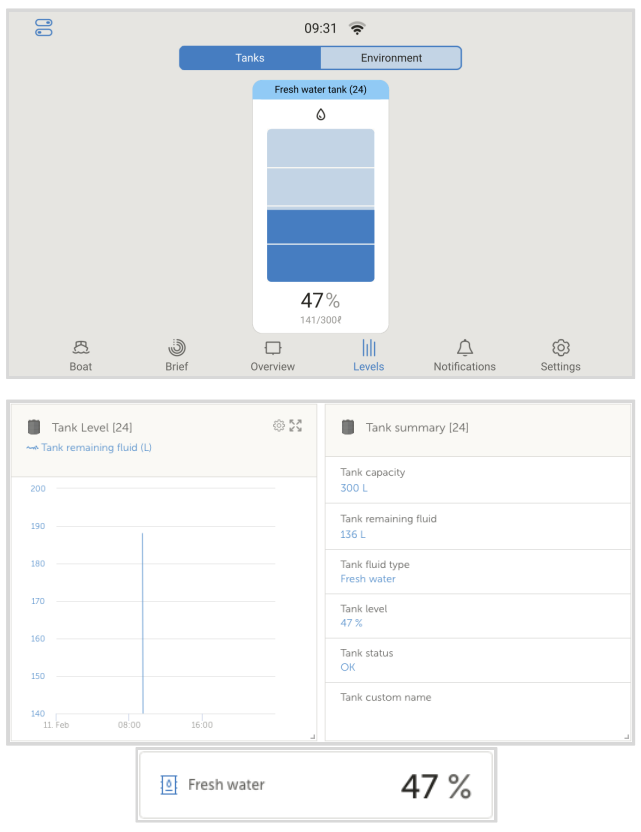 09:31
Tanks Environment
Fresh water tank (24)
47%
141/300ℓ
Boat Brief Overview Levels Notifications Settings
Tank Level [24]
Tank remaining fluid (L)
200
190
180
170
160
150
140
11. Feb 08:00 16:00
Tank summary [24]
Tank capacity
300 L
Tank remaining fluid
136 L
Tank fluid type
Fresh water
Tank level
47 %
Tank status
OK
Tank custom name
Fresh water 47 %